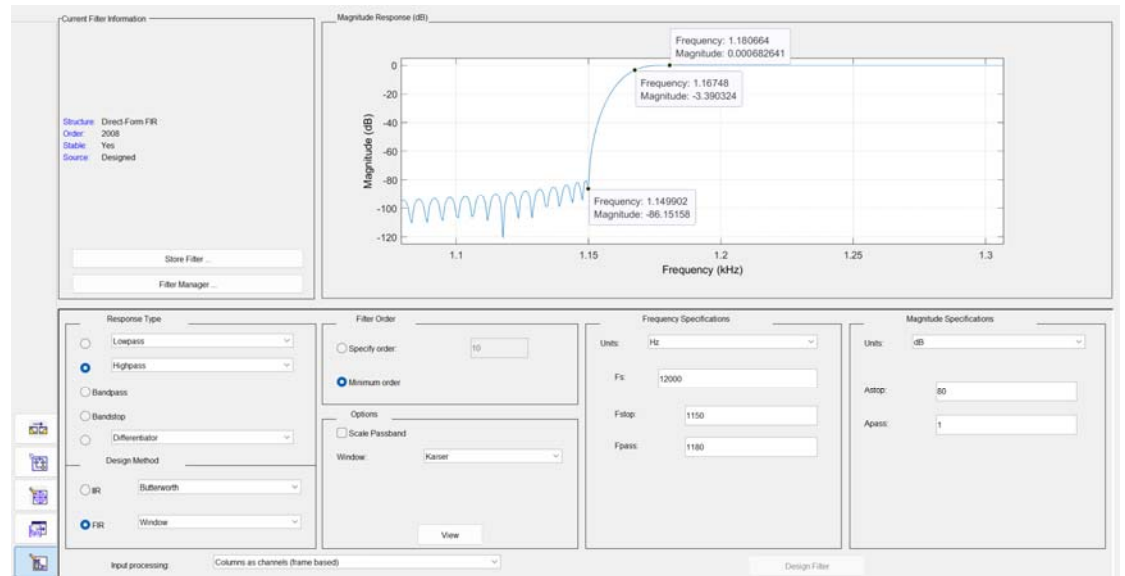 Current Filter Information
Structure: Direct-Form FIR
Order: 2008
Stable: Yes
Source: Designed
Store Filter ...
Filter Manager ...
Magnitude Response (dB)
Frequency: 1.180664
Magnitude: 0.000682641
Frequency: 1.16748
Magnitude: -3.390324
Frequency: 1.149902
Magnitude: -86.15158
Magnitude (dB)
0
-20
-40
-60
-80
-100
-120
1.1
1.15
1.2
1.25
1.3
Frequency (kHz)
Response Type
Lowpass
Highpass
Bandpass
Bandstop
Differentiator
Design Method
IIR Butterworth
FIR Window
Filter Order
Specify order: 10
Minimum order
Options
Scale Passband
Window: Kaiser
View
Frequency Specifications
Units: Hz
Fs: 12000
Fstop: 1150
Fpass: 1180
Magnitude Specifications
Units: dB
Astop: 80
Apass: 1
Input processing: Columns as channels (frame based)
Design Filter